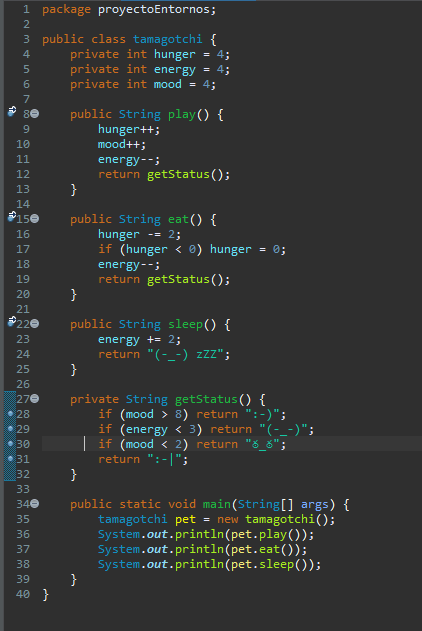 1 package proyectoEntornos;
2
3 public class tamagotchi {
4     private int hunger = 4;
5     private int energy = 4;
6     private int mood = 4;
7
8     public String play() {
9         hunger++;
10         mood++;
11         energy--;
12         return getStatus();
13     }
14
15     public String eat() {
16         hunger -= 2;
17         if (hunger < 0) hunger = 0;
18         energy--;
19         return getStatus();
20     }
21
22     public String sleep() {
23         energy += 2;
24         return "(-_-) zZZ";
25     }
26
27     private String getStatus() {
28         if (mood > 8) return ":-)";
29         if (energy < 3) return "(-_-)";
30         if (mood < 2) return "ಠ_ಠ";
31         return ":-|";
32     }
33
34     public static void main(String[] args) {
35         tamagotchi pet = new tamagotchi();
36         System.out.println(pet.play());
37         System.out.println(pet.eat());
38         System.out.println(pet.sleep());
39     }
40 }